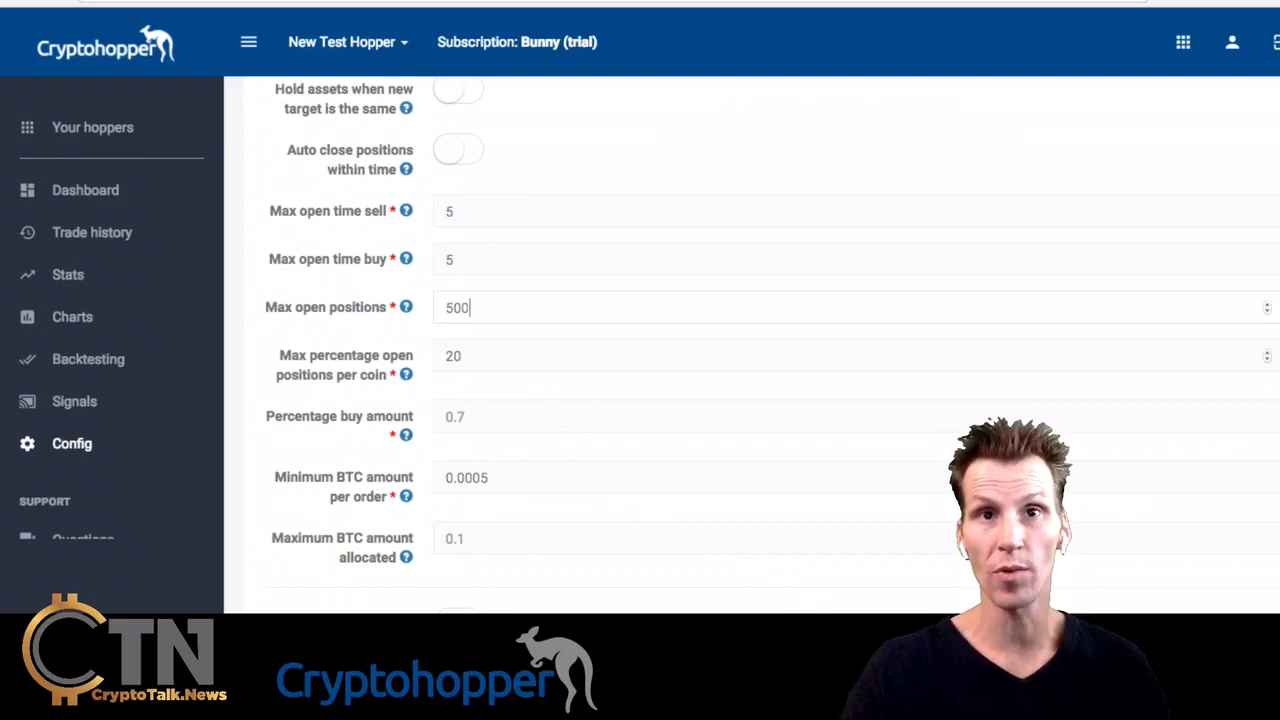 Cryptohopper
New Test Hopper
Subscription: Bunny (trial)
Your hoppers
Dashboard
Trade history
Stats
Charts
Backtesting
Signals
Config
SUPPORT
Questions
Hold assets when new
target is the same ?
Auto close positions
within time ?
Max open time sell * ?
5
Max open time buy * ?
5
Max open positions * ?
500
Max percentage open
positions per coin * ?
20
Percentage buy amount
* ?
0.7
Minimum BTC amount
per order * ?
0.0005
Maximum BTC amount
allocated ?
0.1
CTN
CryptoTalk.News
Cryptohopper